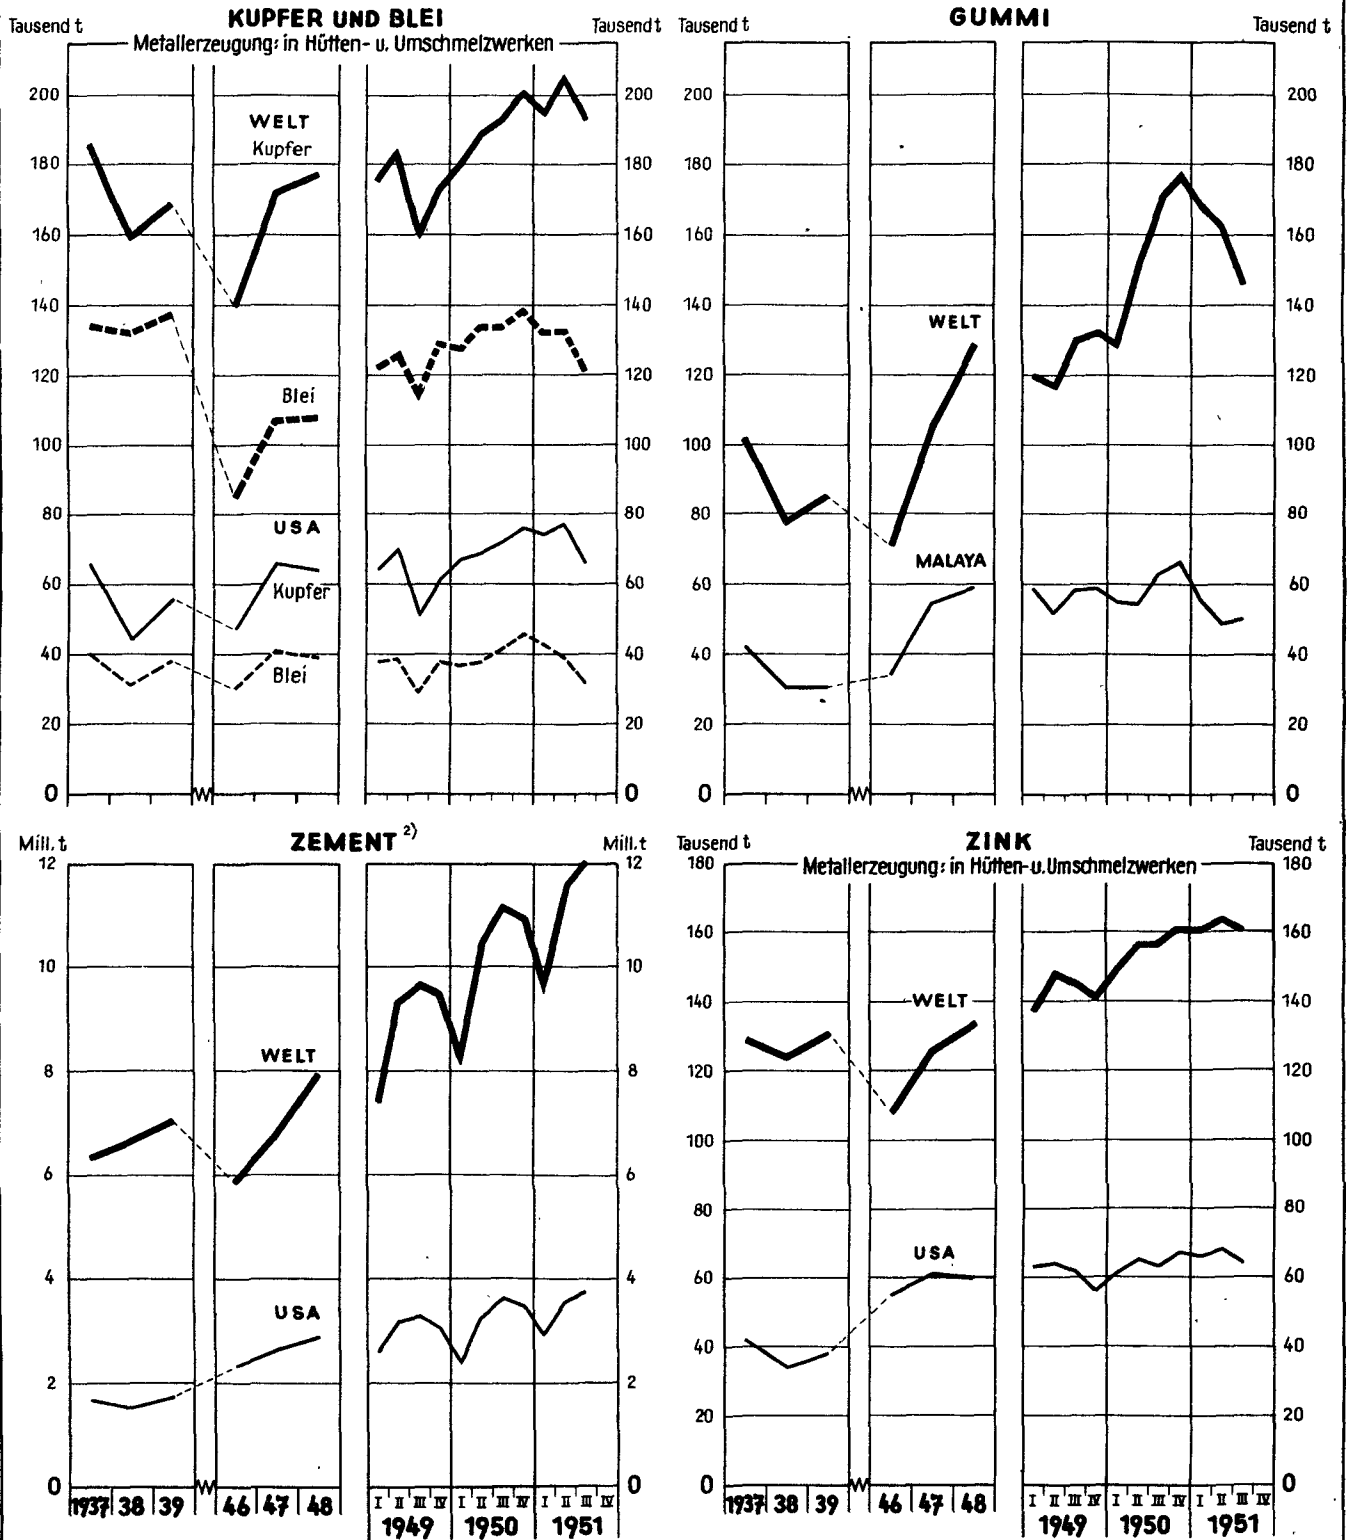 KUPFER UND BLEI
Tausend t
Tausend t
Metallerzeugung: in Hütten- u. Umschmelzwerken
200
180
160
140
120
100
80
60
40
20
0
WELT
Kupfer
Blei
USA
Kupfer
Blei
200
180
160
140
120
100
80
60
40
20
0
GUMMI
Tausend t
Tausend t
200
180
160
140
120
100
80
60
40
20
0
WELT
MALAYA
200
180
160
140
120
100
80
60
40
20
0
ZEMENT 2)
Mill. t
Mill. t
12
10
8
6
4
2
0
WELT
USA
12
10
8
6
4
2
0
1937 38 39 46 47 48
I II III IV I II III IV I II III IV
1949 1950 1951
ZINK
Tausend t
Tausend t
Metallerzeugung: in Hütten- u. Umschmelzwerken
180
160
140
120
100
80
60
40
20
0
WELT
USA
180
160
140
120
100
80
60
40
20
0
1937 38 39 46 47 48
I II III IV I II III IV I II III IV
1949 1950 1951